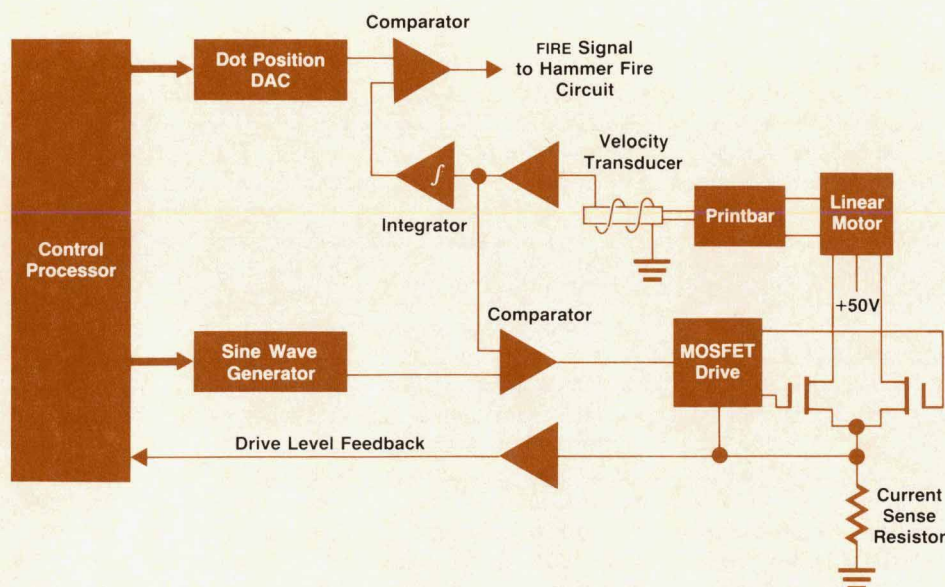 Comparator
Dot Position
DAC
FIRE Signal
to Hammer Fire
Circuit
Velocity
Transducer
∫
Integrator
Printbar
Linear
Motor
Control
Processor
+50V
Comparator
Sine Wave
Generator
MOSFET
Drive
Drive Level Feedback
Current
Sense
Resistor